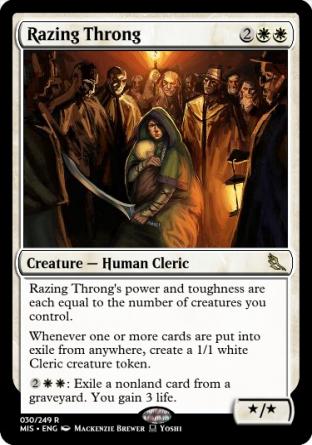 Razing Throng 2
Creature — Human Cleric
Razing Throng's power and toughness are
each equal to the number of creatures you
control.
Whenever one or more cards are put into
exile from anywhere, create a 1/1 white
Cleric creature token.
2: Exile a nonland card from a
graveyard. You gain 3 life.
030/249 R
MIS • ENG Mackenzie Brewer Yoshi
*/*